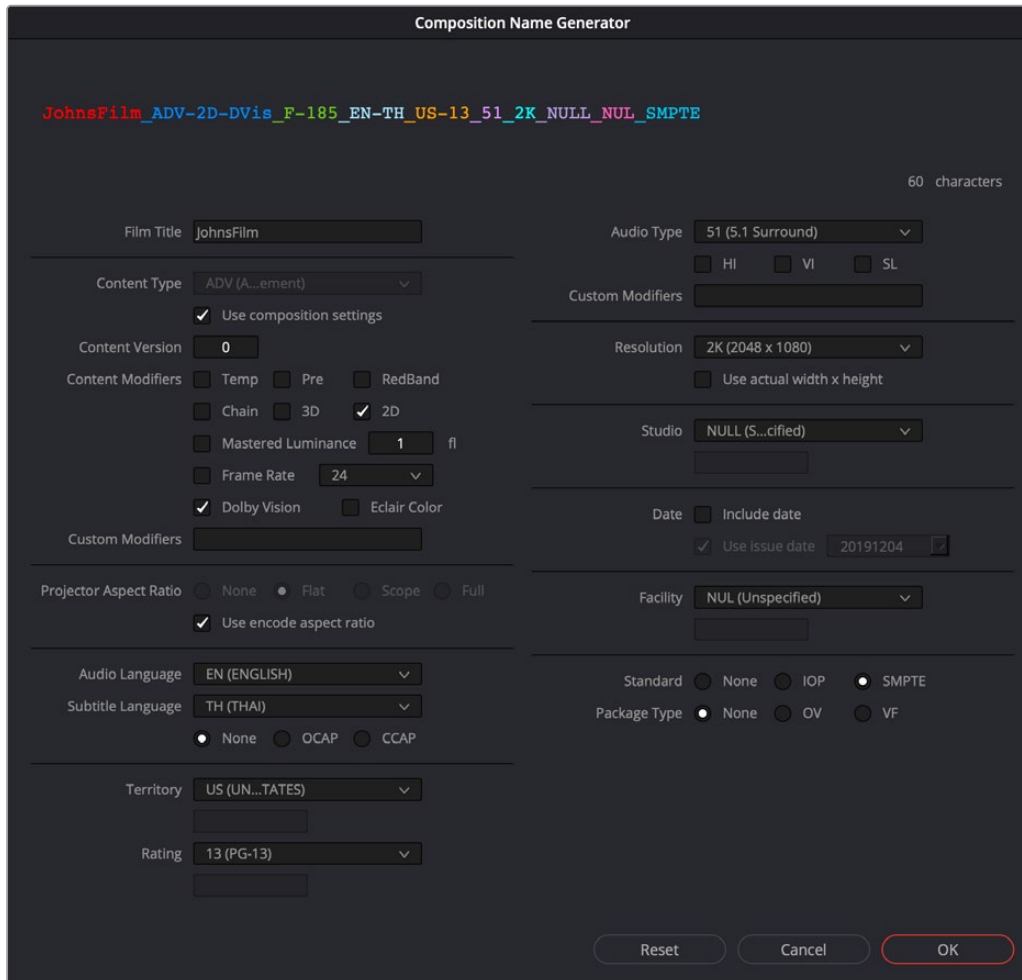 Composition Name Generator
JohnsFilm_ADV-2D-DVis_F-185_EN-TH_US-13_51_2K_NULL_NUL_SMPTE
60 characters
Film Title JohnsFilm
Content Type ADV (A...ement)
Use composition settings
Content Version 0
Content Modifiers Temp Pre RedBand
Chain 3D 2D
Mastered Luminance 1 fl
Frame Rate 24
Dolby Vision Eclair Color
Custom Modifiers
Projector Aspect Ratio None Flat Scope Full
Use encode aspect ratio
Audio Language EN (ENGLISH)
Subtitle Language TH (THAI)
None OCAP CCAP
Territory US (UN...TATES)
Rating 13 (PG-13)
Audio Type 51 (5.1 Surround)
HI VI SL
Custom Modifiers
Resolution 2K (2048 x 1080)
Use actual width x height
Studio NULL (S...cified)
Date Include date
Use issue date 20191204
Facility NUL (Unspecified)
Standard None IOP SMPTE
Package Type None OV VF
Reset Cancel OK